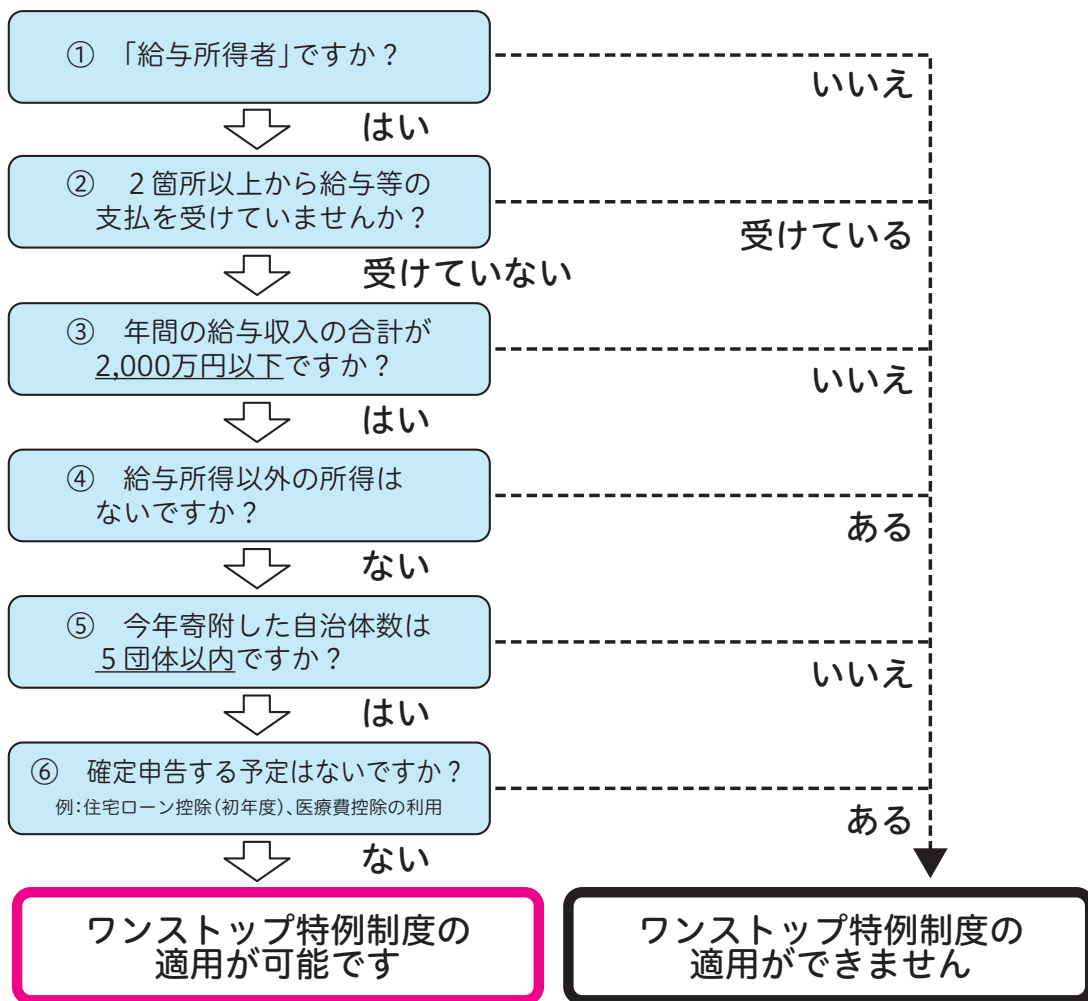 ① 「給与所得者」ですか？
いいえ
はい
② ２箇所以上から給与等の
支払を受けていませんか？
受けている
受けていない
③ 年間の給与収入の合計が
2,000万円以下ですか？
いいえ
はい
④ 給与所得以外の所得は
ないですか？
ある
ない
⑤ 今年寄附した自治体数は
５団体以内ですか？
いいえ
はい
⑥ 確定申告する予定はないですか？
例：住宅ローン控除（初年度）、医療費控除の利用
ある
ない
ワンストップ特例制度の
適用が可能です
ワンストップ特例制度の
適用ができません